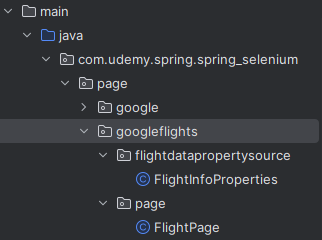 main
java
com.udemy.spring.spring_selenium
page
google
googleflights
flightdatapropertysource
FlightInfoProperties
page
FlightPage